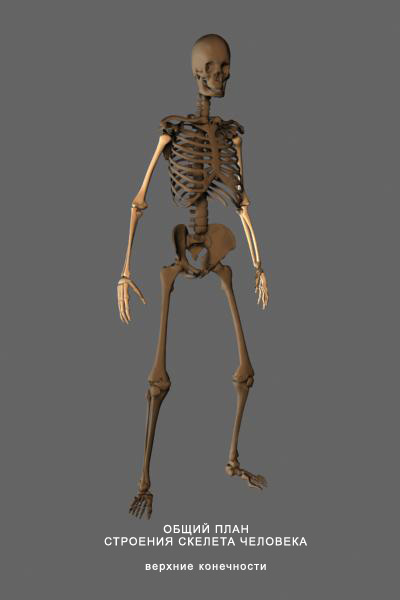 ОБЩИЙ ПЛАН
СТРОЕНИЯ СКЕЛЕТА ЧЕЛОВЕКА
верхние конечности